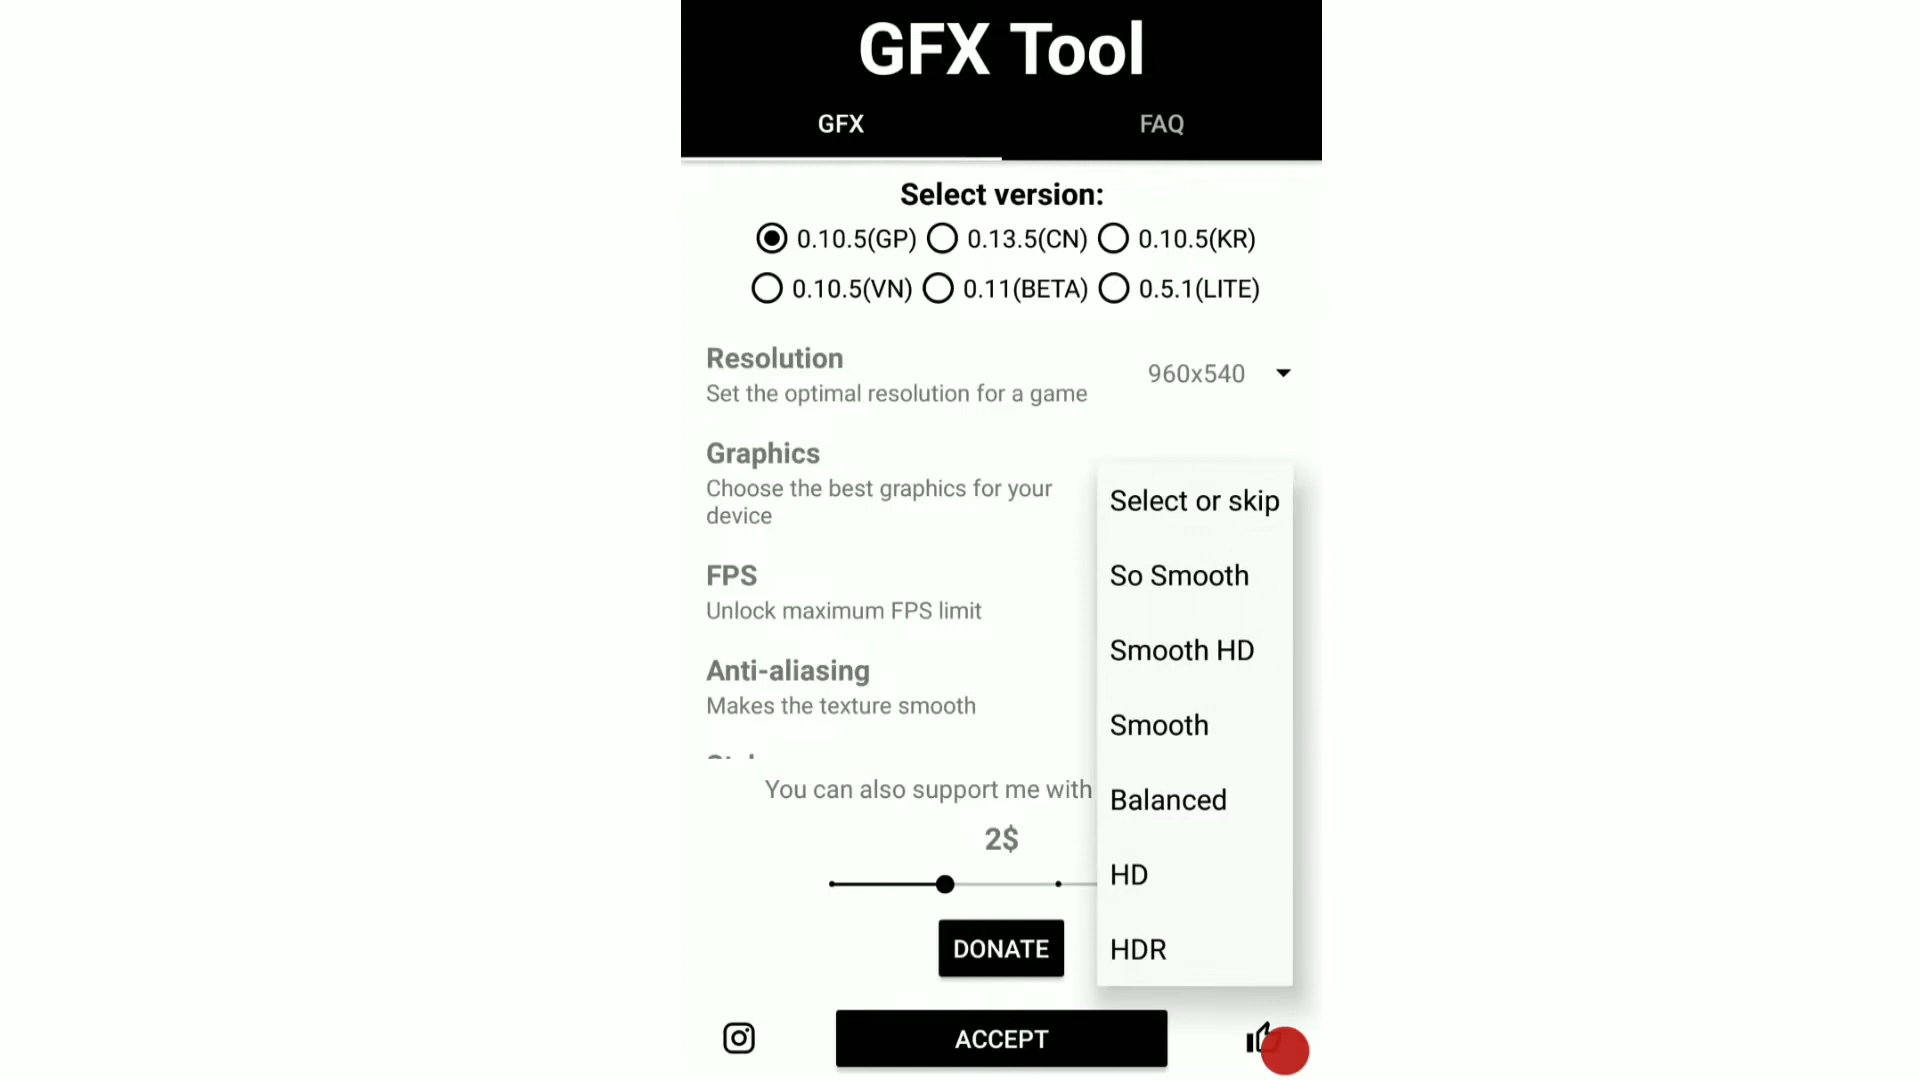 GFX Tool
GFX FAQ
Select version:
0.10.5(GP) 0.13.5(CN) 0.10.5(KR)
0.10.5(VN) 0.11(BETA) 0.5.1(LITE)
Resolution
960x540
Set the optimal resolution for a game
Graphics
Choose the best graphics for your
device
FPS
Unlock maximum FPS limit
Anti-aliasing
Makes the texture smooth
Select or skip
So Smooth
Smooth HD
Smooth
Balanced
HD
HDR
You can also support me with
2$
DONATE
ACCEPT